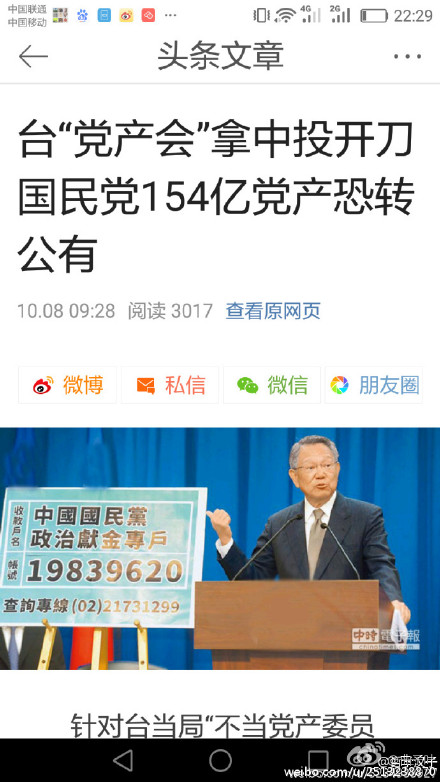 中国联通
中国移动
4G
2G
22:29
头条文章
台“党产会”拿中投开刀
国民党154亿党产恐转
公有
10.08 09:28 阅读 3017 查看原网页
微博
私信
微信
朋友圈
收款戶名
中國國民黨
政治獻金專戶
帳號
19839620
查詢專線(02)21731299
中時電子報
chinatimes.com
针对台当局“不当党产委员